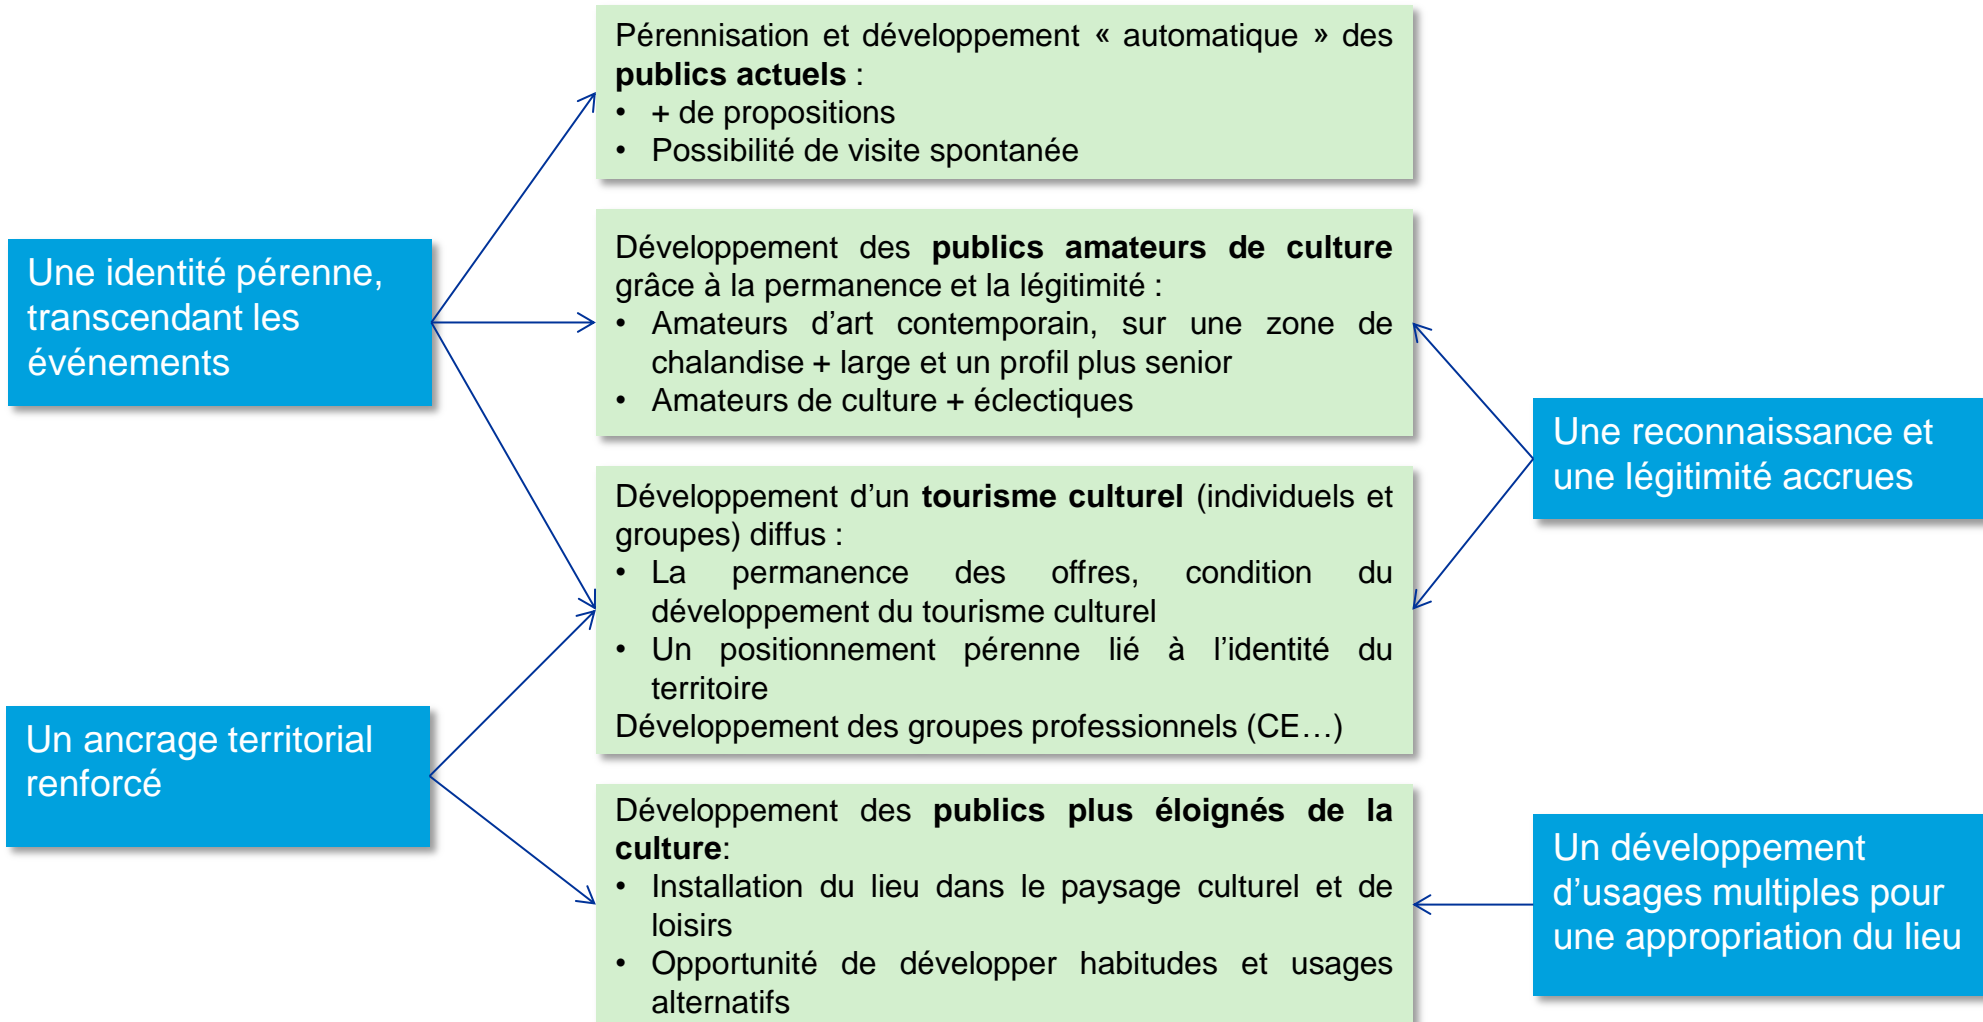 Pérennisation et développement « automatique » des
publics actuels :
• + de propositions
• Possibilité de visite spontanée
Une identité pérenne,
transcendant les
événements
Développement des publics amateurs de culture
grâce à la permanence et la légitimité :
• Amateurs d’art contemporain, sur une zone de
chalandise + large et un profil plus senior
• Amateurs de culture + éclectiques
Une reconnaissance et
une légitimité accrues
Développement d’un tourisme culturel (individuels et
groupes) diffus :
• La permanence des offres, condition du
développement du tourisme culturel
• Un positionnement pérenne lié à l’identité du
territoire
Développement des groupes professionnels (CE…)
Un ancrage territorial
renforcé
Développement des publics plus éloignés de la
culture:
• Installation du lieu dans le paysage culturel et de
loisirs
• Opportunité de développer habitudes et usages
alternatifs
Un développement
d’usages multiples pour
une appropriation du lieu